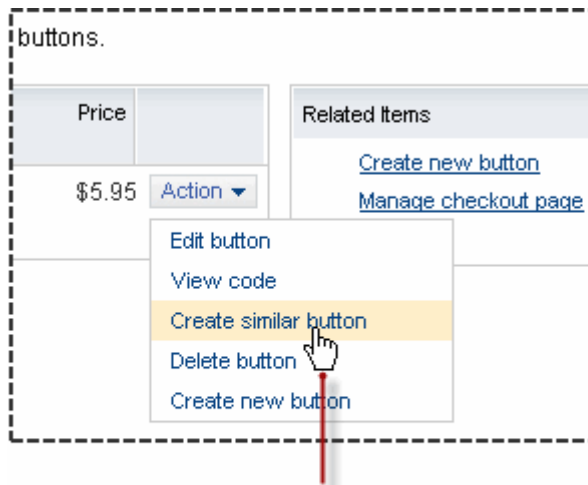 buttons.
Price
Related Items
Create new button
Manage checkout page
$5.95 Action
Edit button
View code
Create similar button
Delete button
Create new button